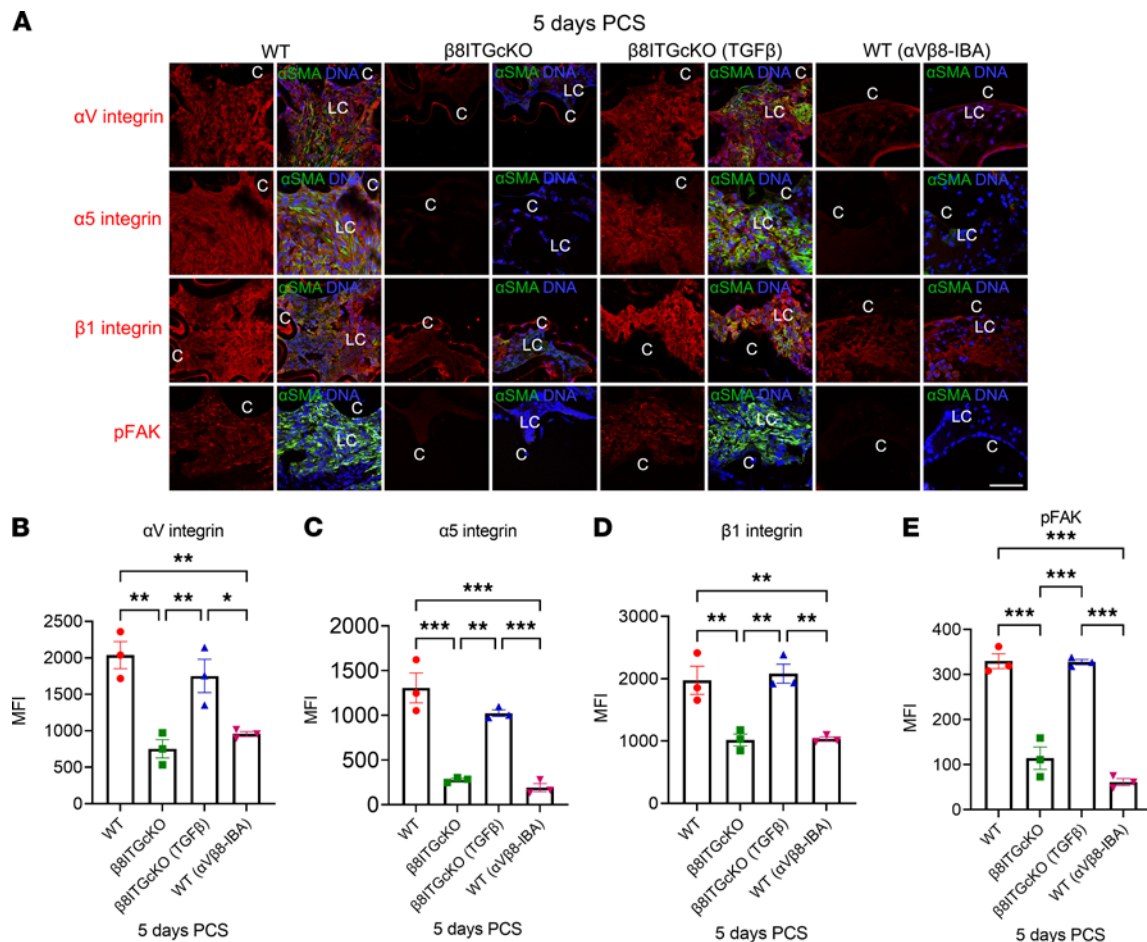 A
5 days PCS
WT β8ITGcKO β8ITGcKO (TGFβ) WT (αVβ8-IBA)
αV integrin
C αSMA DNA C LC αSMA DNA LC C C C αSMA DNA C LC C αSMA DNA C LC
α5 integrin
C αSMA DNA C LC C αSMA DNA C LC C αSMA DNA C LC C αSMA DNA C LC
β1 integrin
C αSMA DNA C LC C αSMA DNA C LC C αSMA DNA LC C C αSMA DNA C LC
pFAK
C αSMA DNA C LC C αSMA DNA LC C C αSMA DNA LC C C αSMA DNA LC C
B
αV integrin
**
** ** *
MFI
2500
2000
1500
1000
500
0
WT
β8ITGcKO
β8ITGcKO (TGFβ)
WT (αVβ8-IBA)
5 days PCS
C
α5 integrin
***
*** ** ***
MFI
2000
1500
1000
500
0
WT
β8ITGcKO
β8ITGcKO (TGFβ)
WT (αVβ8-IBA)
5 days PCS
D
β1 integrin
**
** ** **
MFI
3000
2000
1000
0
WT
β8ITGcKO
β8ITGcKO (TGFβ)
WT (αVβ8-IBA)
5 days PCS
E
pFAK
***
***
*** ***
MFI
400
300
200
100
0
WT
β8ITGcKO
β8ITGcKO (TGFβ)
WT (αVβ8-IBA)
5 days PCS